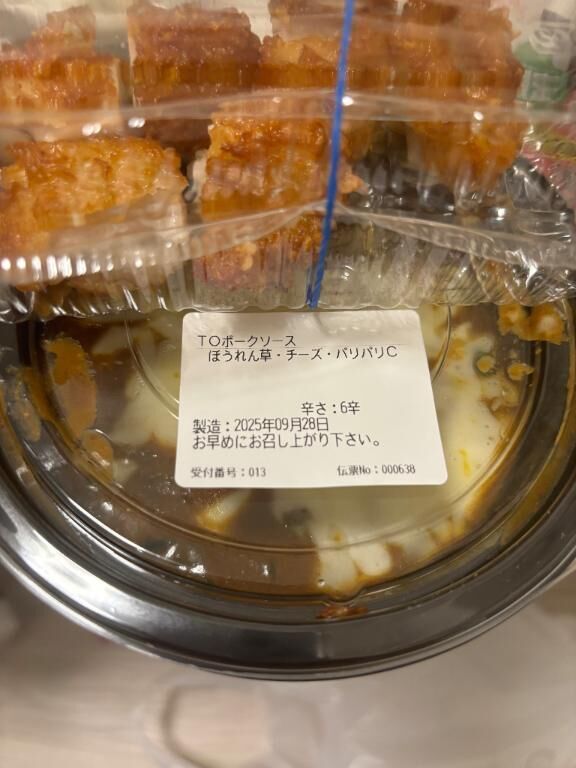 TOポークソース
ほうれん草・チーズ・パリパリC
辛さ：6辛
製造：2025年09月28日
お早めにお召し上がり下さい。
受付番号：013 伝票No：000638